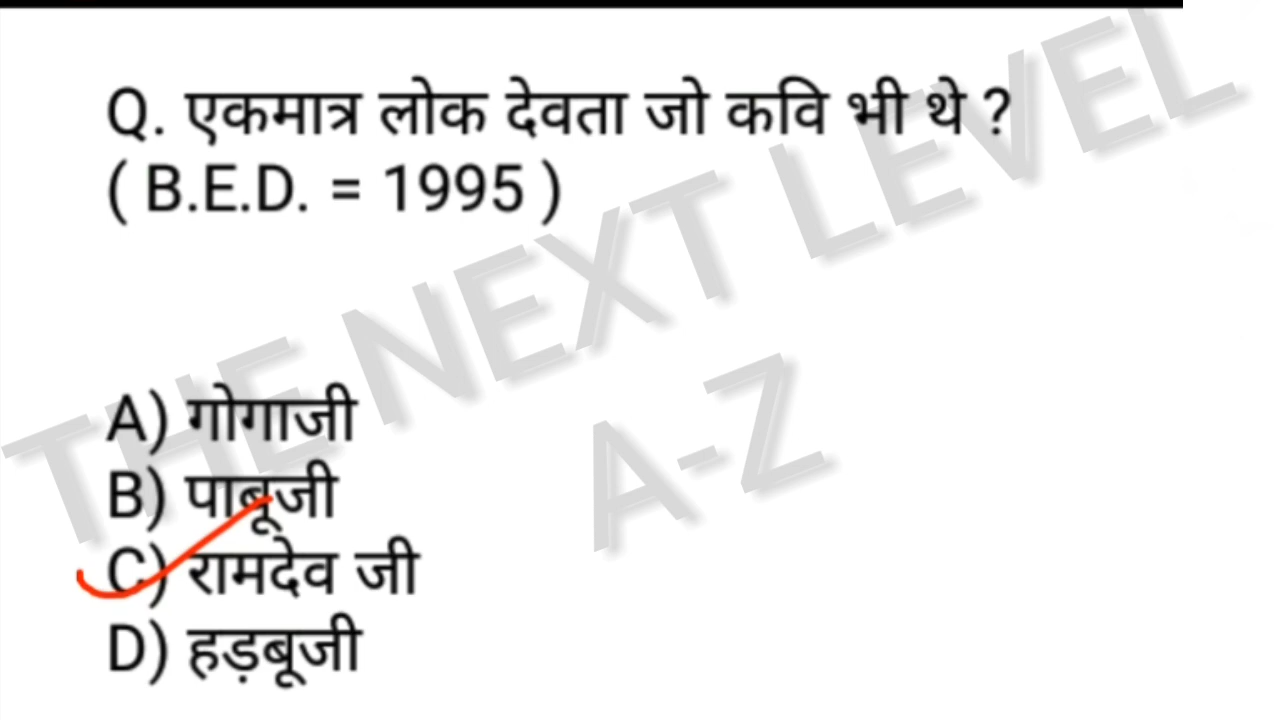 Q. एकमात्र लोक देवता जो कवि भी थे ?
( B.E.D. = 1995 )
THE NEXT LEVEL
A-Z
A) गोगाजी
B) पाबूजी
C) रामदेव जी
D) हड़बूजी